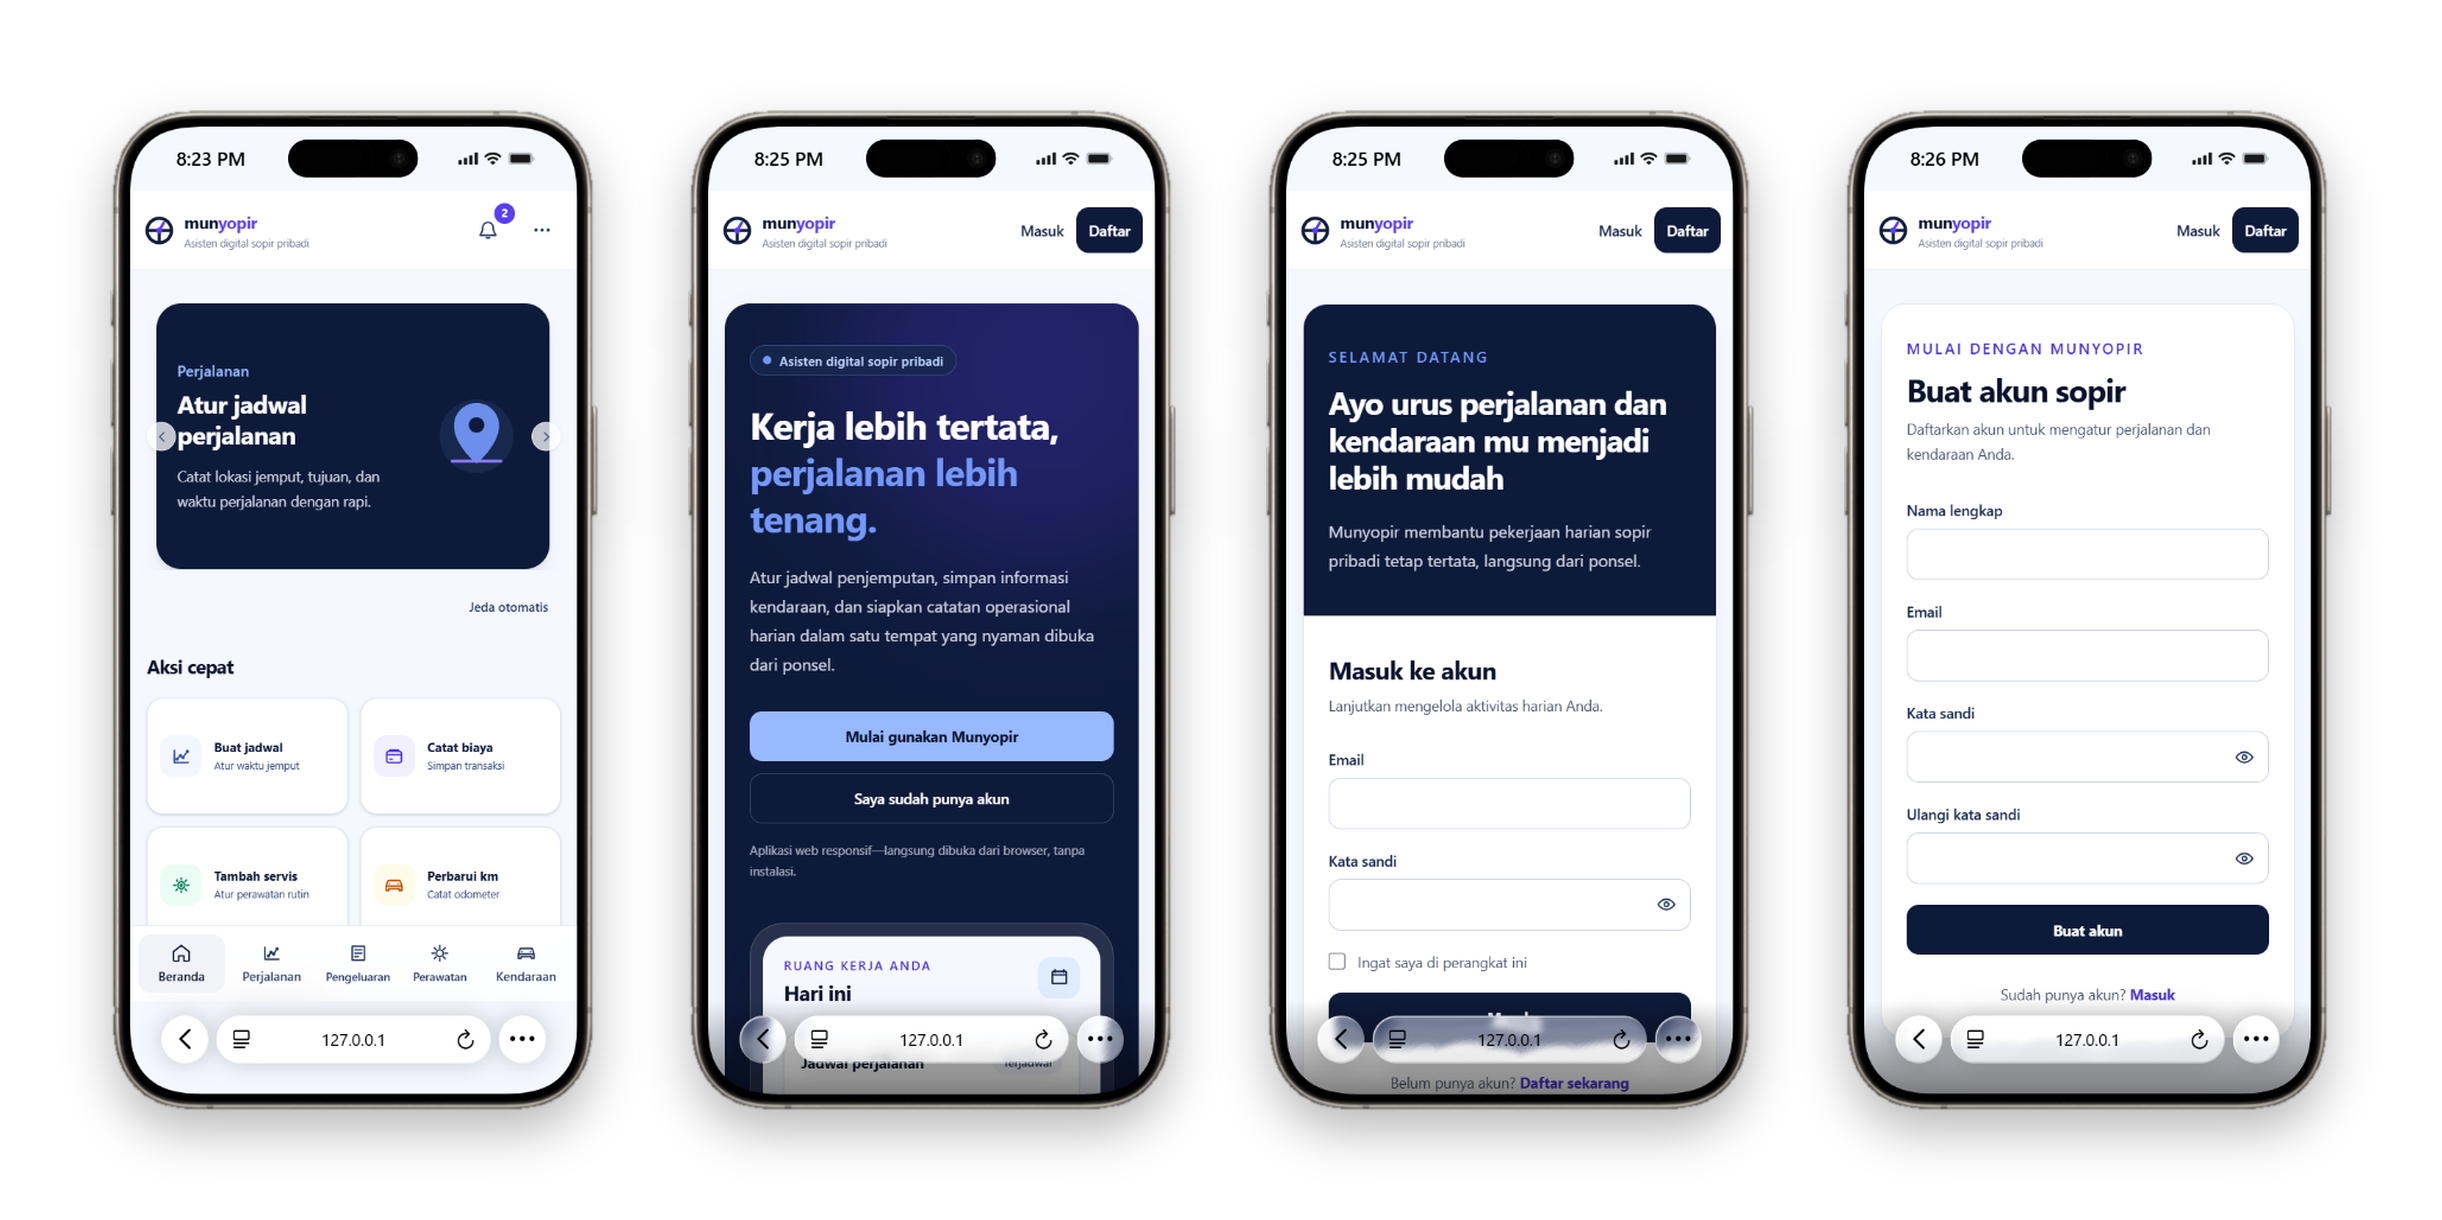 8:23 PM
munyopir
Asisten digital sopir pribadi
2
Perjalanan
Atur jadwal
perjalanan
Catat lokasi jemput, tujuan, dan
waktu perjalanan dengan rapi.
Jeda otomatis
Aksi cepat
Buat jadwal
Atur waktu jemput
Catat biaya
Simpan transaksi
Tambah servis
Atur perawatan rutin
Perbarui km
Catat odometer
Beranda
Perjalanan
Pengeluaran
Perawatan
Kendaraan
127.0.0.1
8:25 PM
munyopir
Asisten digital sopir pribadi
Masuk
Daftar
Asisten digital sopir pribadi
Kerja lebih tertata,
perjalanan lebih
tenang.
Atur jadwal penjemputan, simpan informasi
kendaraan, dan siapkan catatan operasional
harian dalam satu tempat yang nyaman dibuka
dari ponsel.
Mulai gunakan Munyopir
Saya sudah punya akun
Aplikasi web responsif—langsung dibuka dari browser, tanpa
instalasi.
RUANG KERJA ANDA
Hari ini
127.0.0.1
Jadwal perjalanan
Terjadwal
8:25 PM
munyopir
Asisten digital sopir pribadi
Masuk
Daftar
SELAMAT DATANG
Ayo urus perjalanan dan
kendaraan mu menjadi
lebih mudah
Munyopir membantu pekerjaan harian sopir
pribadi tetap tertata, langsung dari ponsel.
Masuk ke akun
Lanjutkan mengelola aktivitas harian Anda.
Email
Kata sandi
Ingat saya di perangkat ini
127.0.0.1
Belum punya akun? Daftar sekarang
8:26 PM
munyopir
Asisten digital sopir pribadi
Masuk
Daftar
MULAI DENGAN MUNYOPIR
Buat akun sopir
Daftarkan akun untuk mengatur perjalanan dan
kendaraan Anda.
Nama lengkap
Email
Kata sandi
Ulangi kata sandi
Buat akun
Sudah punya akun? Masuk
127.0.0.1